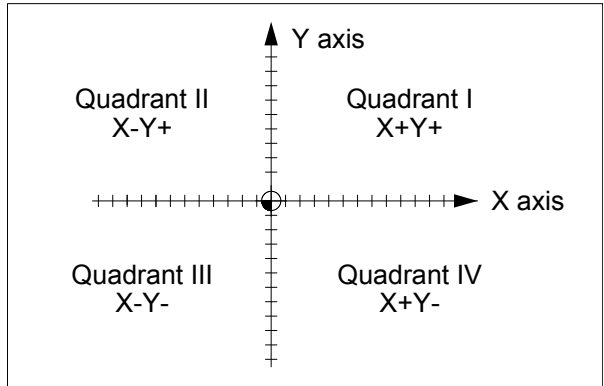 Y axis
Quadrant II
X-Y+
Quadrant I
X+Y+
X axis
Quadrant III
X-Y-
Quadrant IV
X+Y-